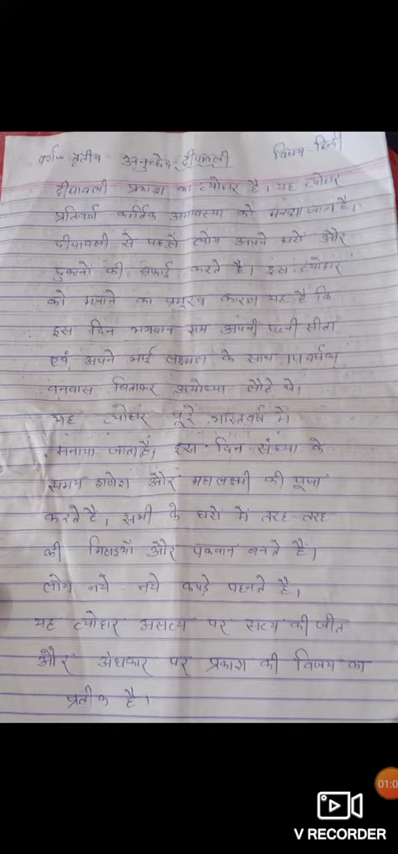 वर्ग- तृतीय- अनुच्छेद- दीपावली विषय- हिन्दी
दीपावली प्रकाश का त्योहार है। यह त्योहार
प्रतिवर्ष कार्तिक अमावस्या को मनाया जाता है।
दीपावली से पहले लोग अपने घरों और
दुकानों की सफाई करते है। इस त्योहार
को मनाने का प्रमुख कारण यह है कि
इस दिन भगवान राम अपनी पत्नी सीता
एवं अपने भाई लक्ष्मण के साथ वर्ष का
वनवास बिताकर अयोध्या लौटे थे।
यह त्योहार पूरे भारतवर्ष में
मनाया जाता है। इस दिन संध्या के
समय गणेश और महालक्ष्मी की पूजा
करते है। सभी के घरों में तरह-तरह
की मिठाइयाँ और पकवान बनते हैं।
लोग नये नये कपड़े पहनते है।
यह त्योहार असत्य पर सत्य की जीत
और अंधकार पर प्रकाश की विजय का
प्रतीक है।
01:0
V RECORDER